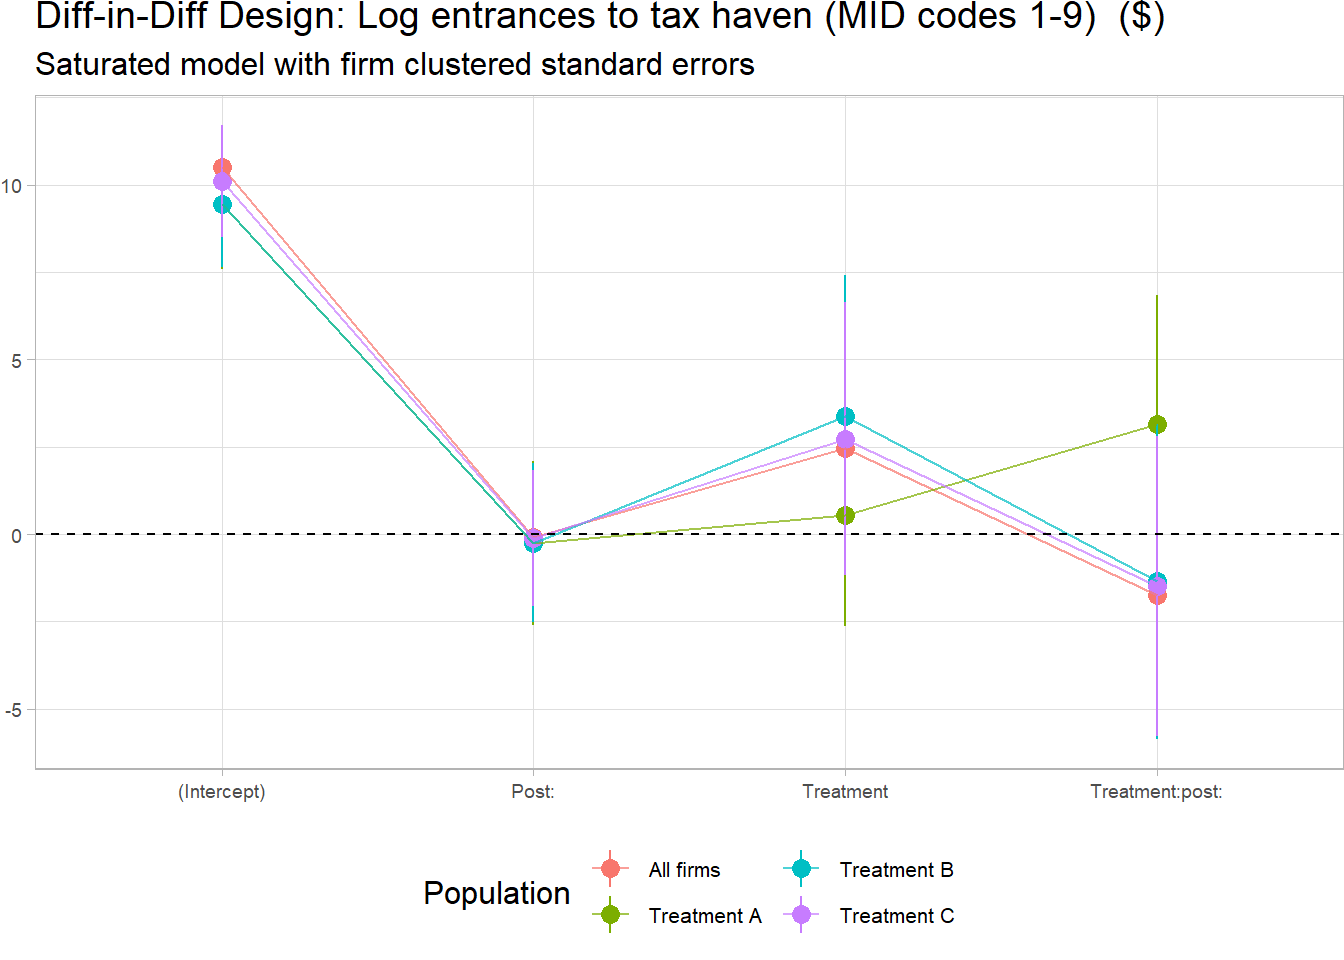 Diff-in-Diff Design: Log entrances to tax haven (MID codes 1-9)  ($)
Saturated model with firm clustered standard errors
10
5
0
-5
(Intercept)
Post:
Treatment
Treatment:post:
Population
All firms
Treatment B
Treatment A
Treatment C